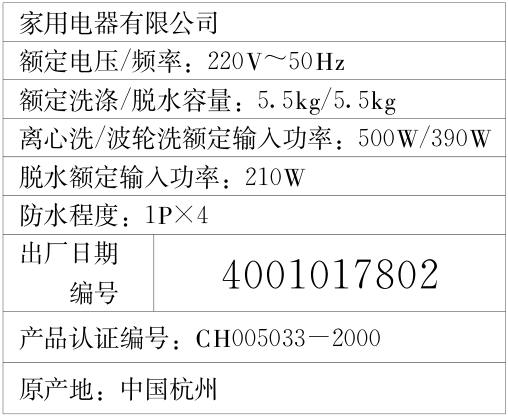 家用电器有限公司
额定电压/频率：220V～50Hz
额定洗涤/脱水容量：5.5kg/5.5kg
离心洗/波轮洗额定输入功率：500W/390W
脱水额定输入功率：210W
防水程度：1P×4
出厂日期
编号
4001017802
产品认证编号：CH005033－2000
原产地：中国杭州